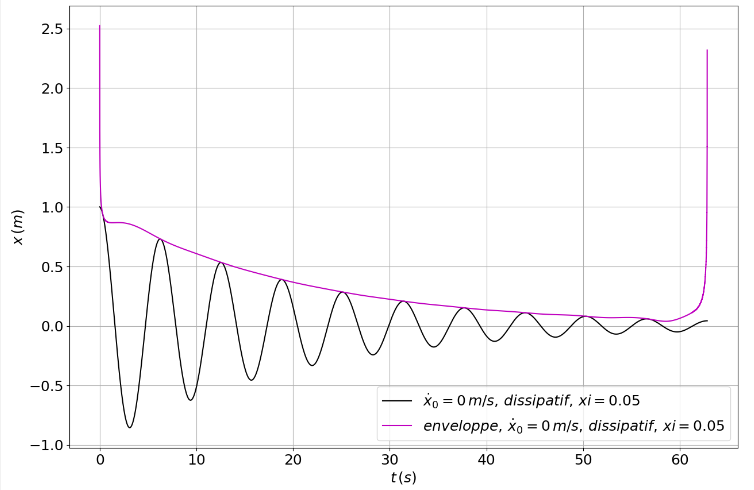 2.5
2.0
1.5
1.0
0.5
0.0
−0.5
−1.0
x (m)
ẋ₀ = 0 m/s, dissipatif, xi = 0.05
enveloppe, ẋ₀ = 0 m/s, dissipatif, xi = 0.05
0 10 20 30 40 50 60
t (s)